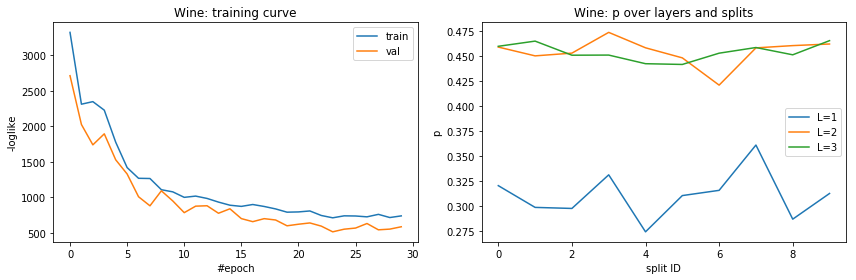 Wine: training curve
train
val
3000
2500
2000
1500
1000
500
-loglike
0
5
10
15
20
25
30
#epoch
Wine: p over layers and splits
0.475
0.450
0.425
0.400
0.375
0.350
0.325
0.300
0.275
p
L=1
L=2
L=3
0
2
4
6
8
split ID